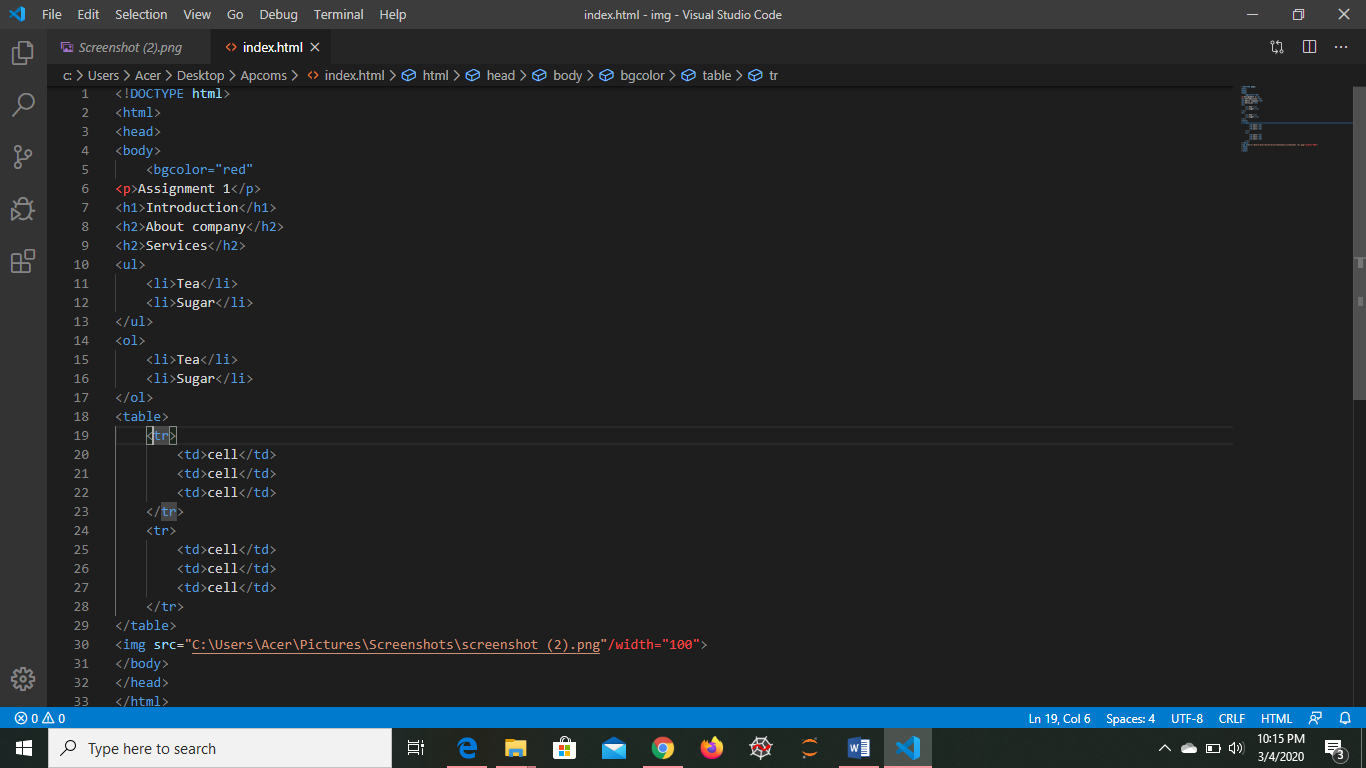 File Edit Selection View Go Debug Terminal Help index.html - img - Visual Studio Code
Screenshot (2).png <> index.html
c: > Users > Acer > Desktop > Apcoms > <> index.html > html > head > body > bgcolor > table > tr
1 <!DOCTYPE html>
2 <html>
3 <head>
4 <body>
5 <bgcolor="red"
6 <p>Assignment 1</p>
7 <h1>Introduction</h1>
8 <h2>About company</h2>
9 <h2>Services</h2>
10 <ul>
11 <li>Tea</li>
12 <li>Sugar</li>
13 </ul>
14 <ol>
15 <li>Tea</li>
16 <li>Sugar</li>
17 </ol>
18 <table>
19 <tr>
20 <td>cell</td>
21 <td>cell</td>
22 <td>cell</td>
23 </tr>
24 <tr>
25 <td>cell</td>
26 <td>cell</td>
27 <td>cell</td>
28 </tr>
29 </table>
30 <img src="C:\Users\Acer\Pictures\Screenshots\screenshot (2).png"/width="100">
31 </body>
32 </head>
33 </html>
0 0 Ln 19, Col 6 Spaces: 4 UTF-8 CRLF HTML
Type here to search
10:15 PM
3/4/2020
3